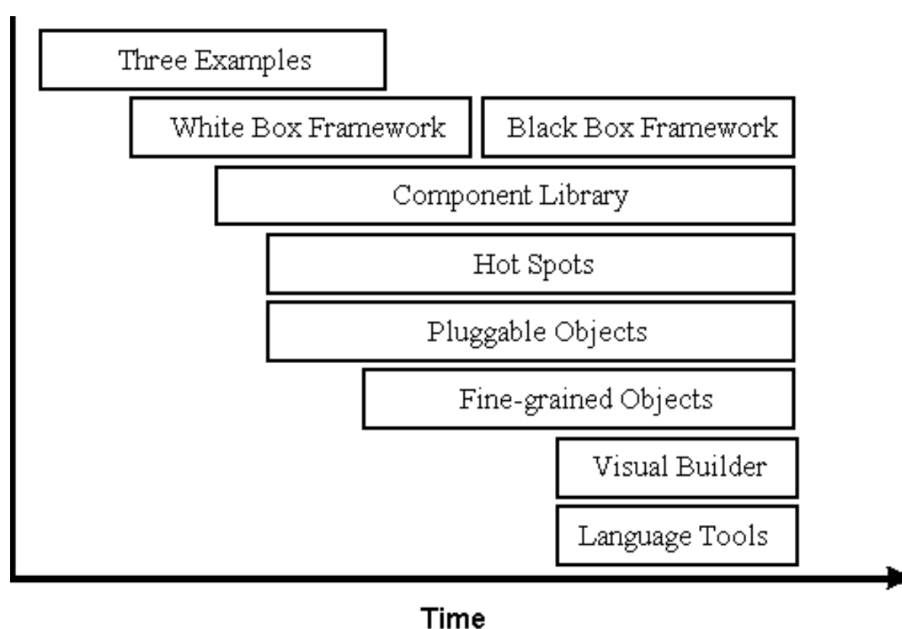 Three Examples
White Box Framework
Black Box Framework
Component Library
Hot Spots
Pluggable Objects
Fine-grained Objects
Visual Builder
Language Tools
Time